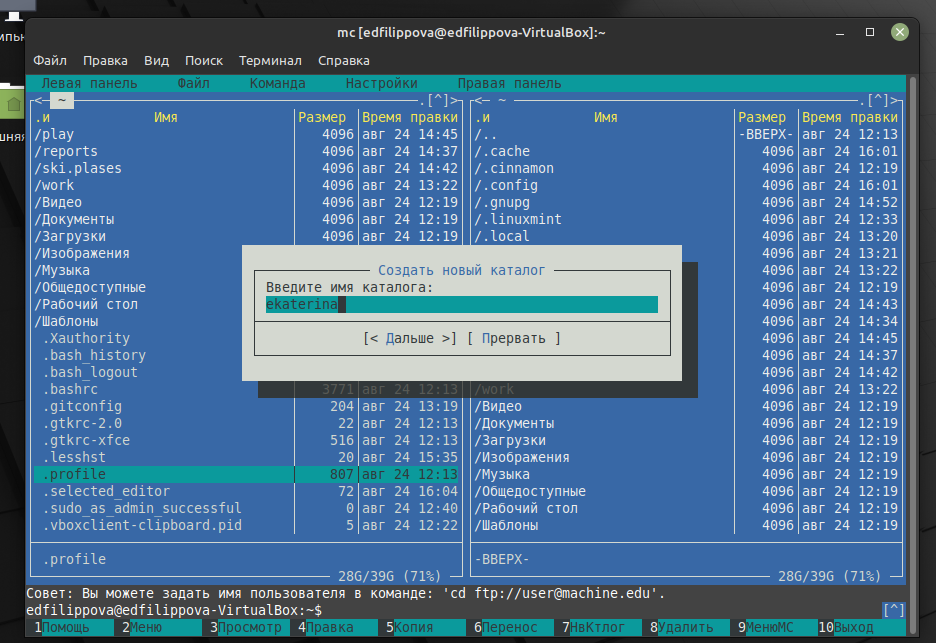 mc [edfilippova@edfilippova-VirtualBox]:~
Файл Правка Вид Поиск Терминал Справка
Левая панель Файл Команда Настройки Правая панель
<─ ~ ─.[^]>
.и Имя Размер Время правки
/play 4096 авг 24 14:45
/reports 4096 авг 24 14:37
/ski.plases 4096 авг 24 14:42
/work 4096 авг 24 13:22
/Видео 4096 авг 24 12:19
/Документы 4096 авг 24 12:19
/Загрузки 4096 авг 24 12:19
/Изображения
/Музыка
/Общедоступные
/Рабочий стол
/Шаблоны
.Xauthority
.bash_history
.bash_logout
.bashrc 3771 авг 24 12:13
.gitconfig 204 авг 24 13:19
.gtkrc-2.0 22 авг 24 12:13
.gtkrc-xfce 516 авг 24 12:13
.lesshst 20 авг 24 15:35
.profile 807 авг 24 12:13
.selected_editor 72 авг 24 16:04
.sudo_as_admin_successful 0 авг 24 12:40
.vboxclient-clipboard.pid 5 авг 24 12:22
.profile
28G/39G (71%)
<─ ~ ─.[^]>
.и Имя Размер Время правки
/.. -ВВЕРХ- авг 24 12:13
/.cache 4096 авг 24 16:01
/.cinnamon 4096 авг 24 12:19
/.config 4096 авг 24 16:01
/.gnupg 4096 авг 24 14:52
/.linuxmint 4096 авг 24 12:33
/.local 4096 авг 24 13:20
4096 авг 24 13:21
4096 авг 24 13:22
4096 авг 24 12:19
4096 авг 24 14:43
4096 авг 24 14:34
4096 авг 24 14:45
4096 авг 24 14:37
4096 авг 24 14:42
/work 4096 авг 24 13:22
/Видео 4096 авг 24 12:19
/Документы 4096 авг 24 12:19
/Загрузки 4096 авг 24 12:19
/Изображения 4096 авг 24 12:19
/Музыка 4096 авг 24 12:19
/Общедоступные 4096 авг 24 12:19
/Рабочий стол 4096 авг 24 12:19
/Шаблоны 4096 авг 24 12:19
-ВВЕРХ-
28G/39G (71%)
Создать новый каталог
Введите имя каталога:
ekaterina
[< Дальше >] [ Прервать ]
Совет: Вы можете задать имя пользователя в команде: 'cd ftp://user@machine.edu'.
edfilippova@edfilippova-VirtualBox:~$ [^]
1Помощь 2Меню 3Просмотр 4Правка 5Копия 6Перенос 7НвКтлог 8Удалить 9МенюМС 10Выход